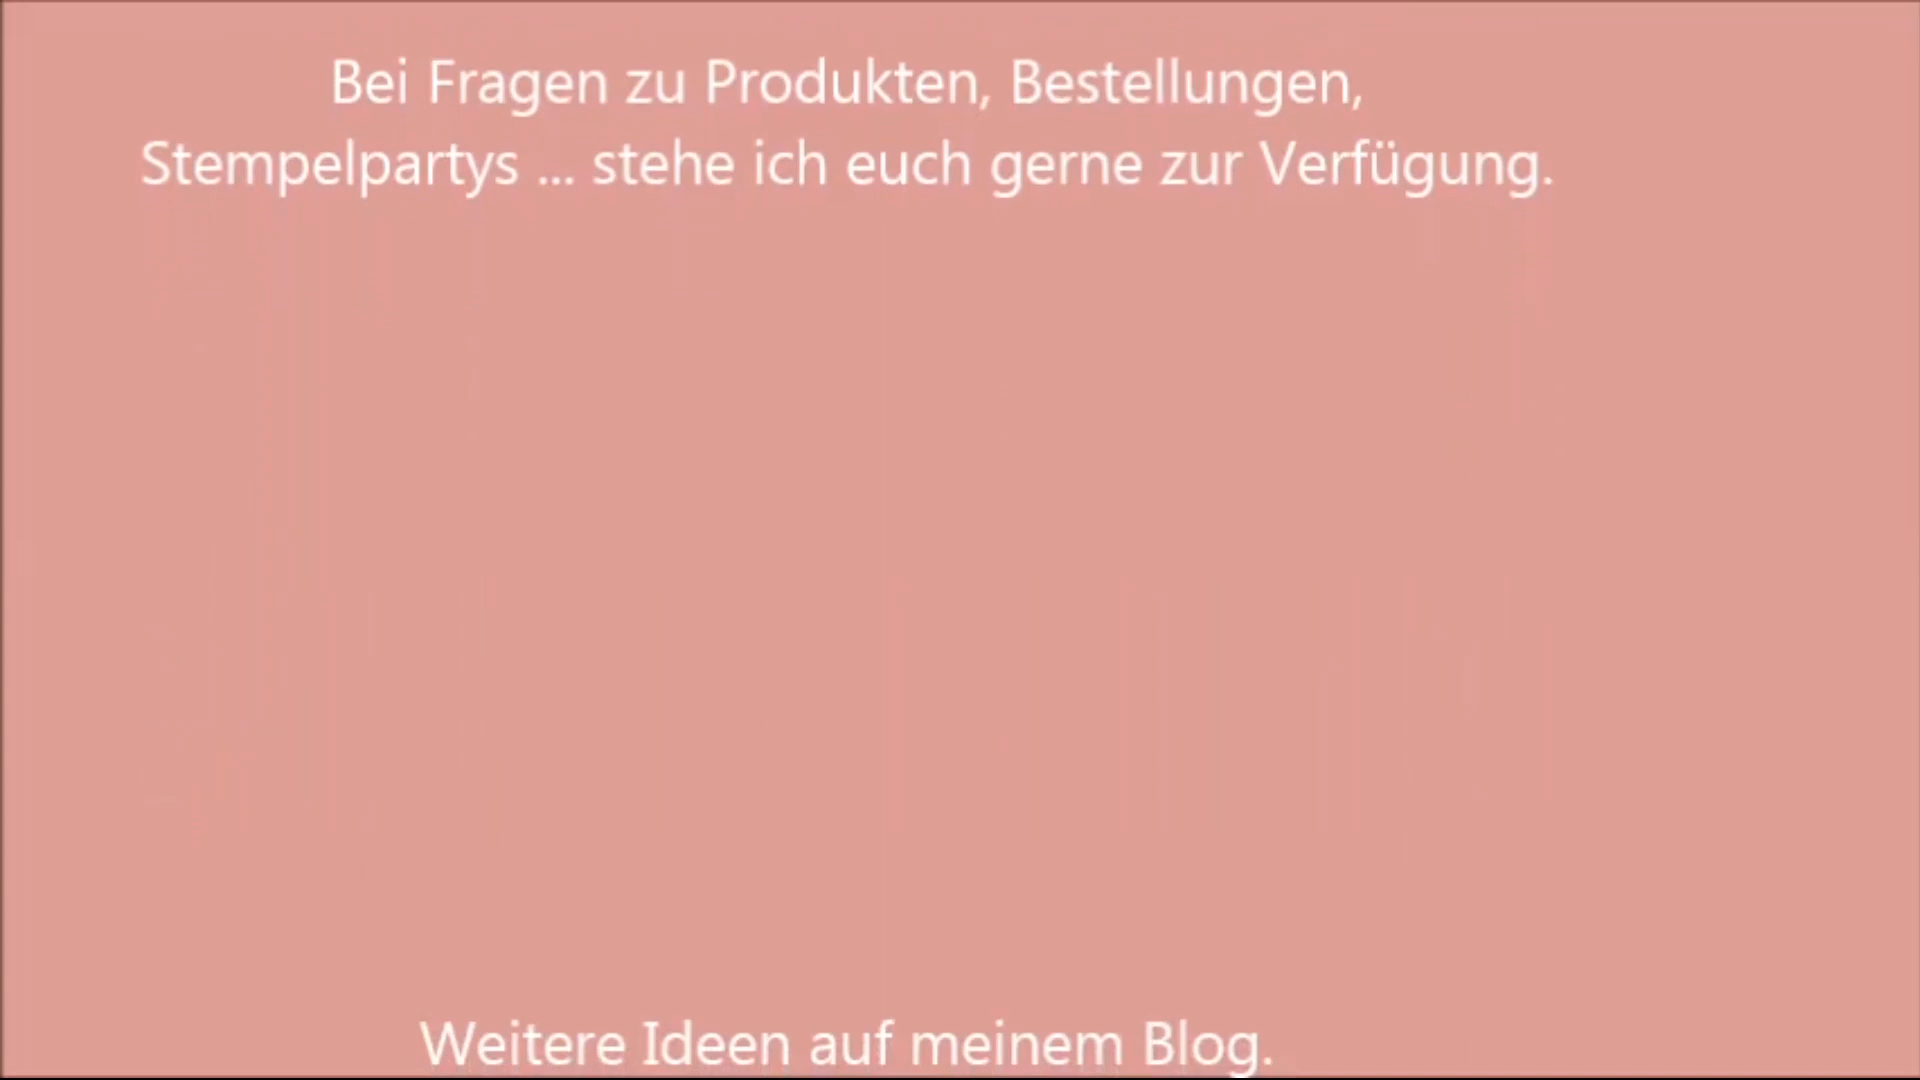 Bei Fragen zu Produkten, Bestellungen,
Stempelpartys ... stehe ich euch gerne zur Verfügung.
Weitere Ideen auf meinem Blog.